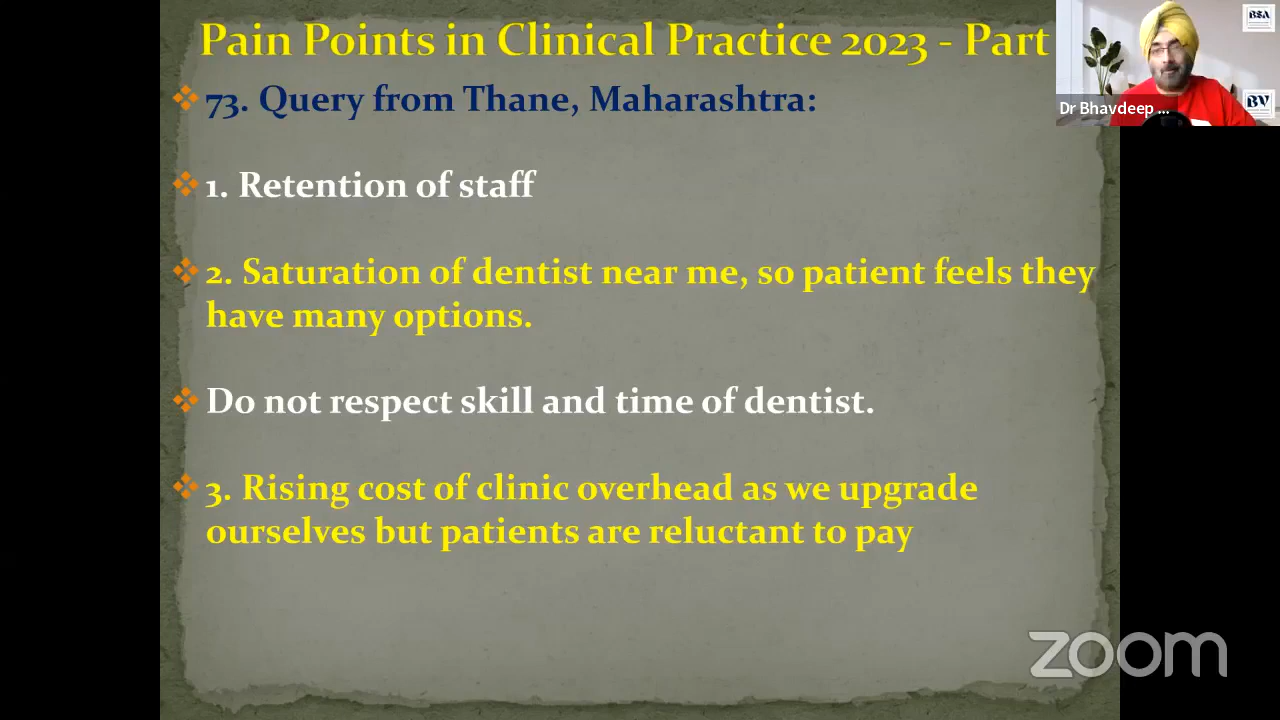 Pain Points in Clinical Practice 2023 - Part
73. Query from Thane, Maharashtra:
1. Retention of staff
2. Saturation of dentist near me, so patient feels they
have many options.
Do not respect skill and time of dentist.
3. Rising cost of clinic overhead as we upgrade
ourselves but patients are reluctant to pay
Dr Bhavdeep ...
BSA
BV
zoom